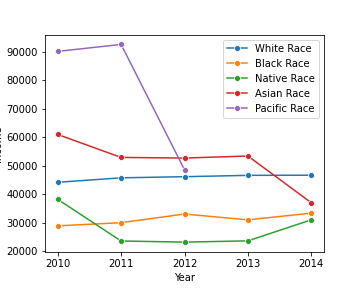 90000
80000
70000
60000
50000
40000
30000
20000
2010 2011 2012 2013 2014
Year
White Race
Black Race
Native Race
Asian Race
Pacific Race